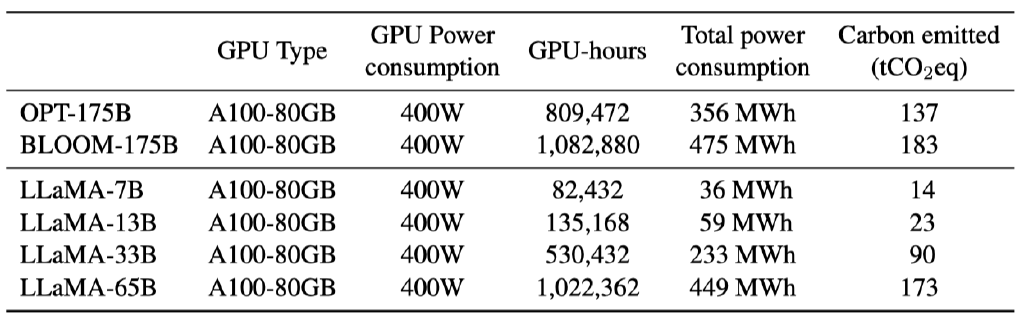 GPU Type GPU Power consumption GPU-hours Total power consumption Carbon emitted (tCO₂eq)
OPT-175B A100-80GB 400W 809,472 356 MWh 137
BLOOM-175B A100-80GB 400W 1,082,880 475 MWh 183
LLaMA-7B A100-80GB 400W 82,432 36 MWh 14
LLaMA-13B A100-80GB 400W 135,168 59 MWh 23
LLaMA-33B A100-80GB 400W 530,432 233 MWh 90
LLaMA-65B A100-80GB 400W 1,022,362 449 MWh 173